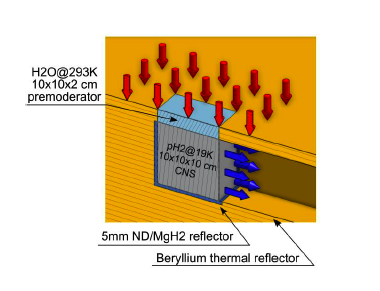 H2O@293K
10x10x2 cm
premoderator
pH2@19K
10x10x10 cm
CNS
5mm ND/MgH2 reflector
Beryllium thermal reflector